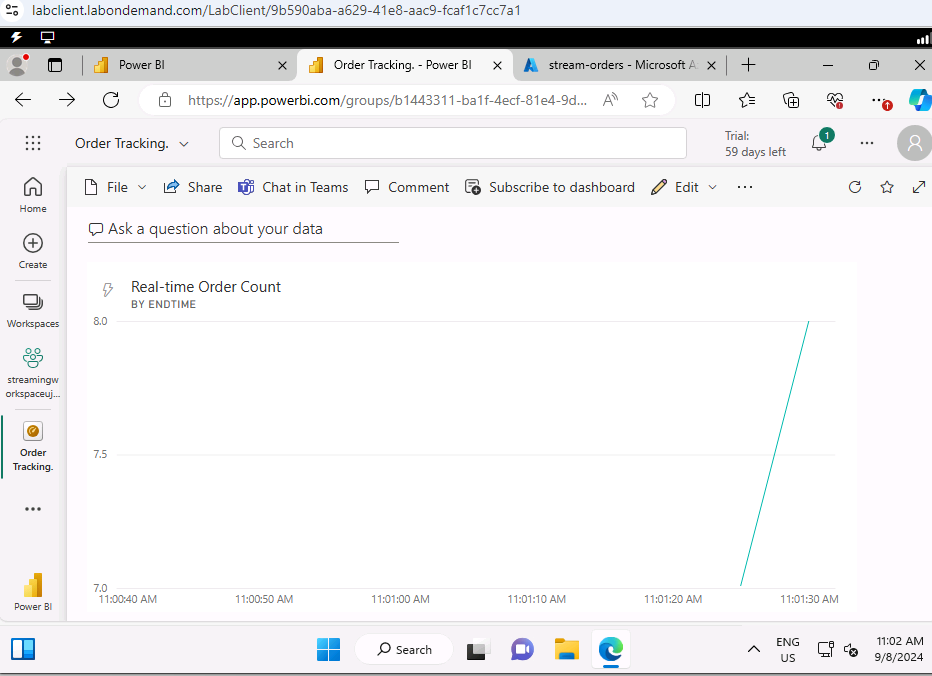 labclient.labondemand.com/LabClient/9b590aba-a629-41e8-aac9-fcaf1c7cc7a1
Power BI
Order Tracking. - Power BI
stream-orders - Microsoft A
https://app.powerbi.com/groups/b1443311-ba1f-4ecf-81e4-9d...
Order Tracking.
Search
Trial:
59 days left
1
File
Share
Chat in Teams
Comment
Subscribe to dashboard
Edit
Home
Create
Workspaces
streamingw
orkspaceuj...
Order
Tracking.
Power BI
Ask a question about your data
Real-time Order Count
BY ENDTIME
8.0
7.5
7.0
11:00:40 AM
11:00:50 AM
11:01:00 AM
11:01:10 AM
11:01:20 AM
11:01:30 AM
Search
ENG
US
11:02 AM
9/8/2024